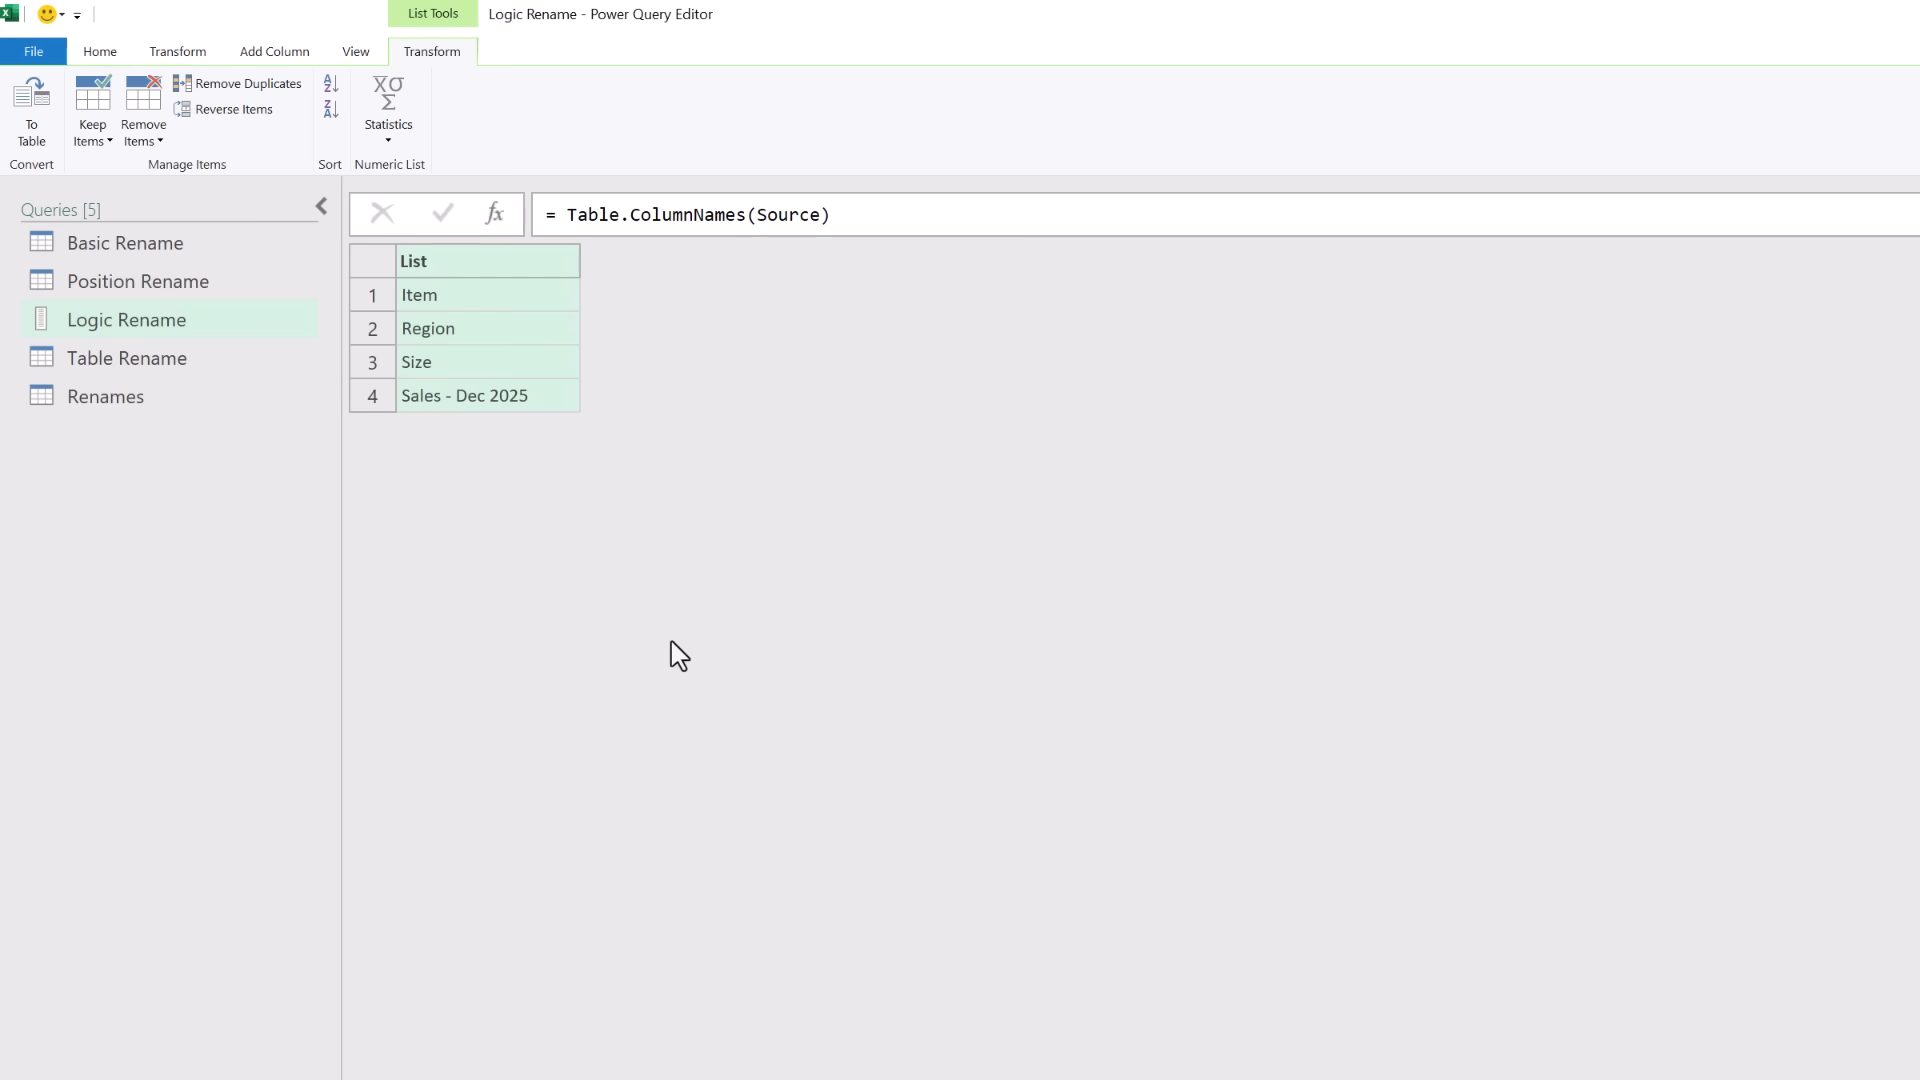 List Tools
Logic Rename - Power Query Editor
File
Home
Transform
Add Column
View
Transform
To
Table
Keep
Items
Remove
Items
Remove Duplicates
Reverse Items
A
Z
Z
A
Xσ
Σ
Statistics
Convert
Manage Items
Sort
Numeric List
Queries [5]
Basic Rename
Position Rename
Logic Rename
Table Rename
Renames
fx
= Table.ColumnNames(Source)
List
1 Item
2 Region
3 Size
4 Sales - Dec 2025